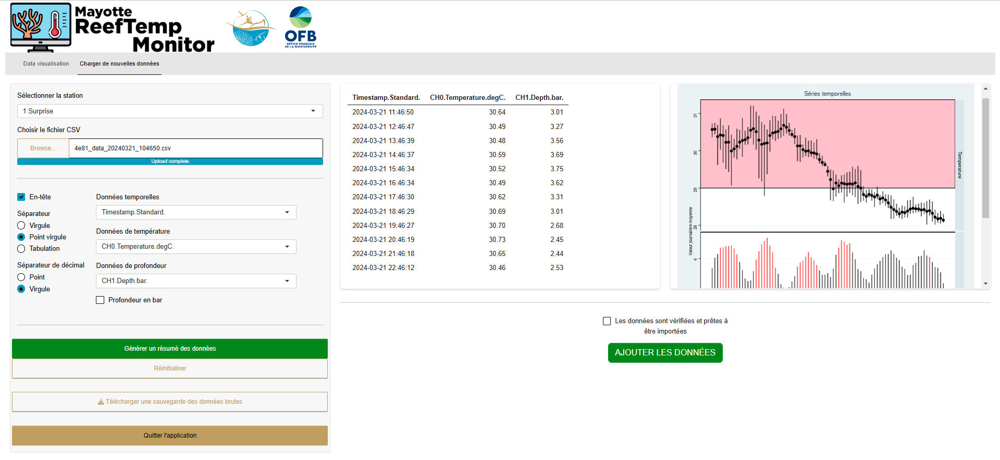 Mayotte
ReefTemp
Monitor
OFB
OFFICE FRANÇAIS
DE LA BIODIVERSITÉ
Data visualisation
Charger de nouvelles données
Sélectionner la station
1 Surprise
Choisir le fichier CSV
Browse...
4e81_data_20240321_104650.csv
Upload complete
En-tête
Séparateur
Virgule
Point virgule
Tabulation
Séparateur de décimal
Point
Virgule
Données temporelles
Timestamp.Standard.
Données de température
CH0.Temperature.degC.
Données de profondeur
CH1.Depth.bar.
Profondeur en bar
Générer un résumé des données
Réinitialiser
Télécharger une sauvegarde des données brutes
Quitter l'application
Timestamp.Standard. CH0.Temperature.degC. CH1.Depth.bar.
2024-03-21 11:46:50 30.64 3.01
2024-03-21 12:46:47 30.49 3.27
2024-03-21 13:46:39 30.48 3.56
2024-03-21 14:46:37 30.59 3.69
2024-03-21 15:46:34 30.52 3.75
2024-03-21 16:46:34 30.49 3.62
2024-03-21 17:46:30 30.62 3.31
2024-03-21 18:46:29 30.69 3.01
2024-03-21 19:46:27 30.70 2.68
2024-03-21 20:46:19 30.73 2.45
2024-03-21 21:46:18 30.65 2.44
2024-03-21 22:46:12 30.46 2.53
Séries temporelles
31
30
29
28
4
Valeur journalière moyenne
Temperature
Les données sont vérifiées et prêtes à
être importées
AJOUTER LES DONNÉES